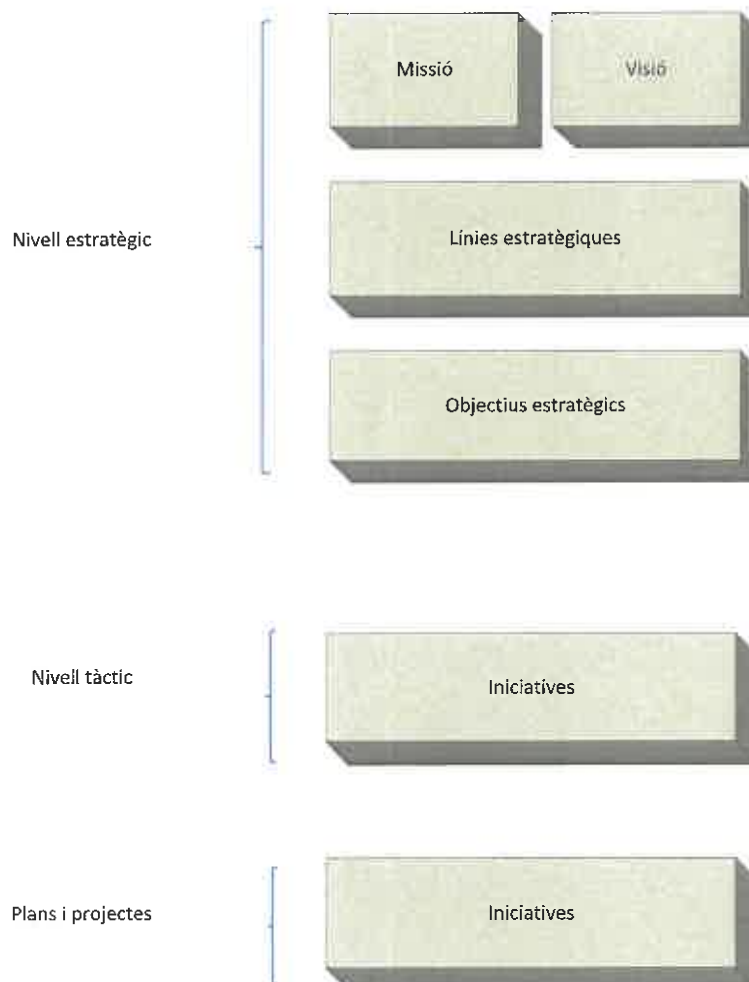 Missió
Visió
Nivell estratègic
Línies estratègiques
Objectius estratègics
Nivell tàctic
Iniciatives
Plans i projectes
Iniciatives